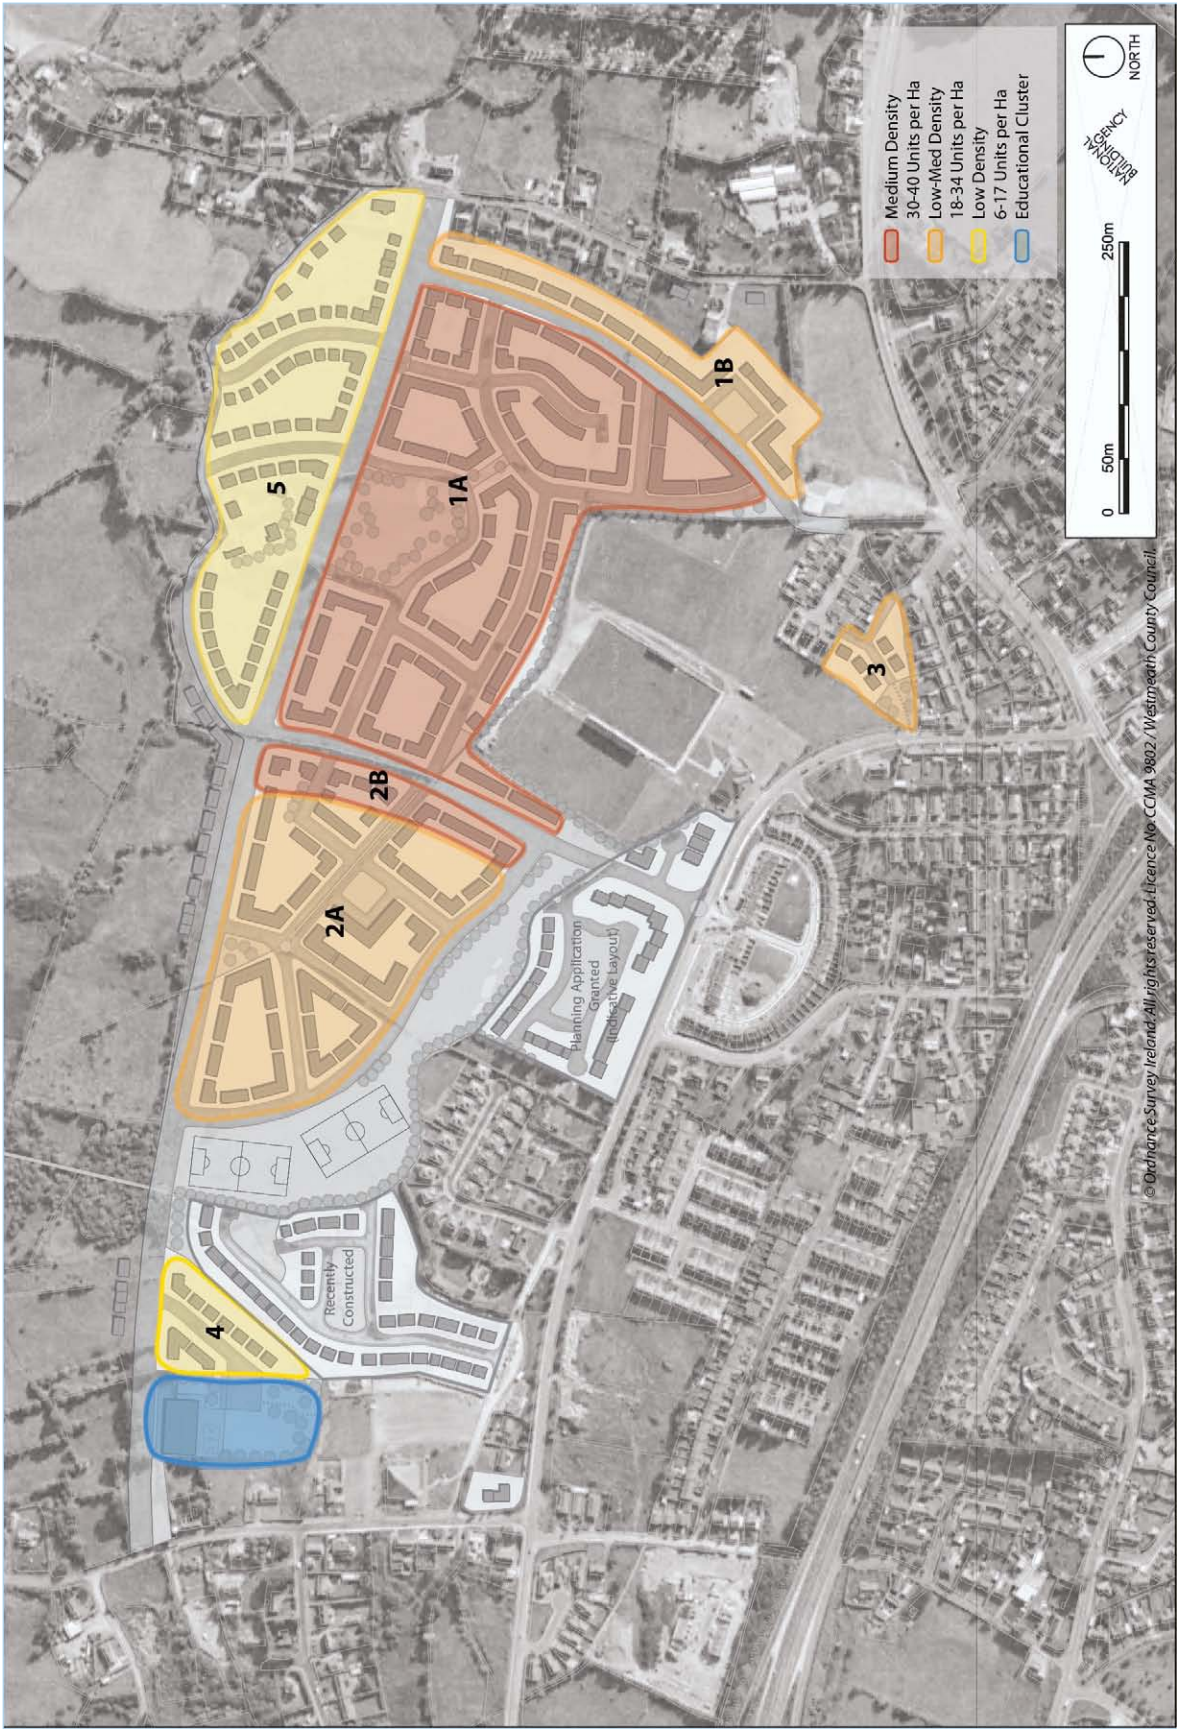 Medium Density
30-40 Units per Ha
Low-Med Density
18-34 Units per Ha
Low Density
6-17 Units per Ha
Educational Cluster
4
Recently
Constructed
2A
2B
5
1A
1B
3
Planning Application
Granted
(Indicative Layout)
0
50m
250m
NATIONAL
BUILDING
AGENCY
NORTH
© Ordnance Survey Ireland. All rights reserved. Licence No. CCMA 9802 / Westmeath County Council.